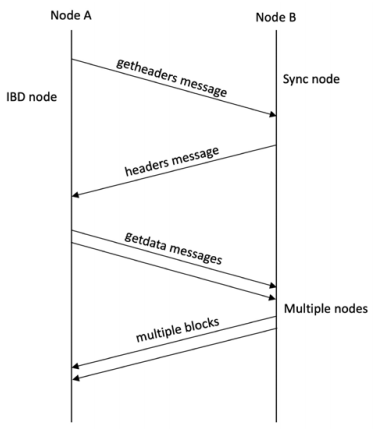 Node A
Node B
getheaders message
Sync node
IBD node
headers message
getdata messages
Multiple nodes
multiple blocks